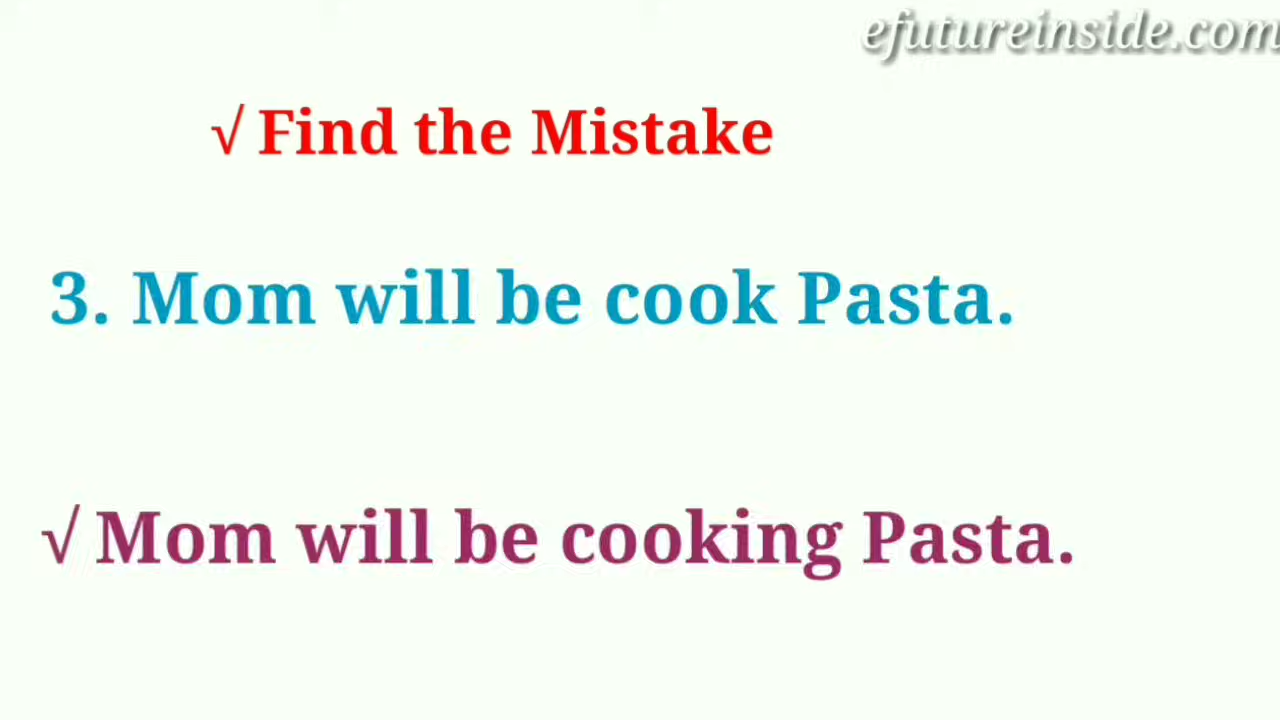 efutureinside.com
√ Find the Mistake
3. Mom will be cook Pasta.
√ Mom will be cooking Pasta.